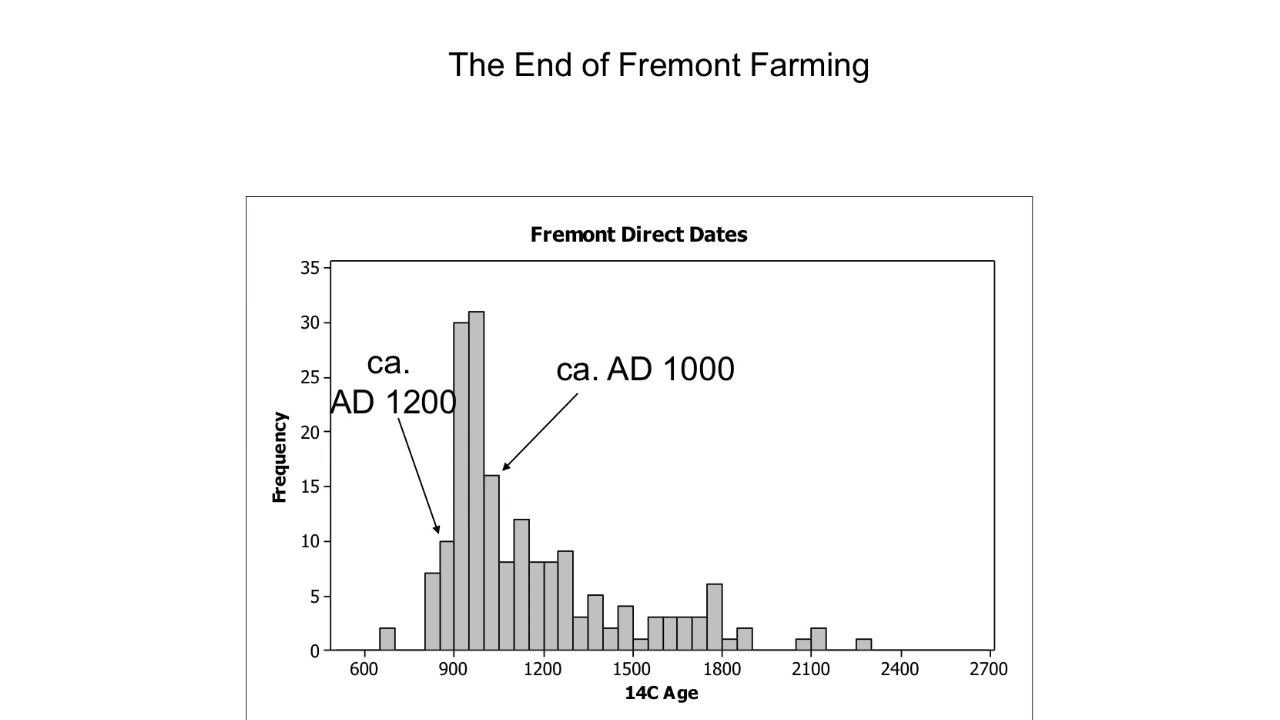 The End of Fremont Farming
Fremont Direct Dates
35
30
25
20
15
10
5
0
Frequency
ca.
AD 1200
ca. AD 1000
600 900 1200 1500 1800 2100 2400 2700
14C Age